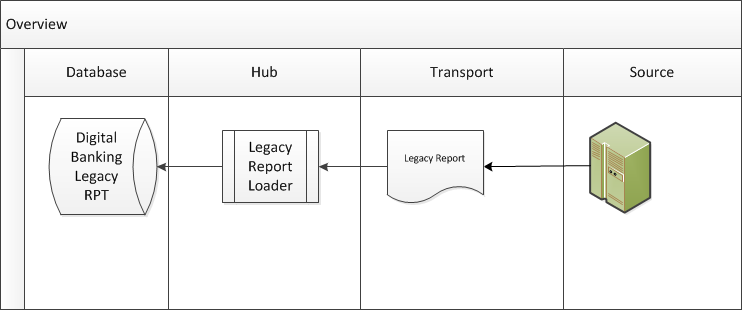 Overview
Database
Hub
Transport
Source
Digital
Banking
Legacy
RPT
Legacy
Report
Loader
Legacy Report